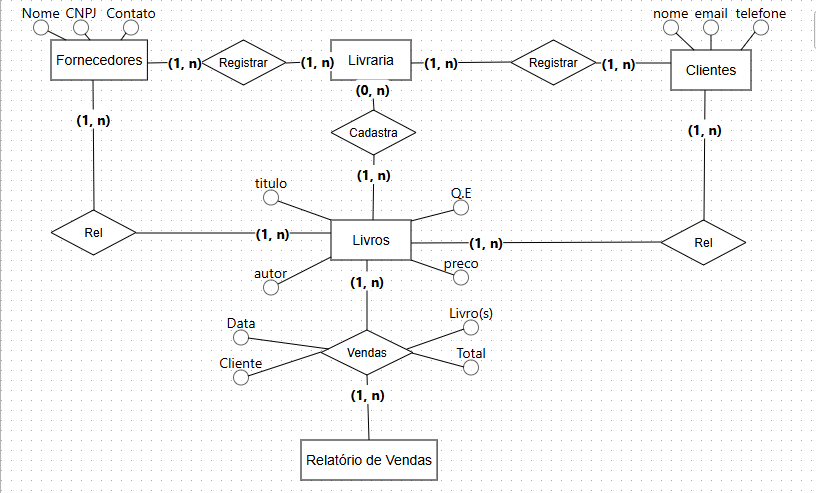 Nome CNPJ Contato
nome email telefone
Fornecedores (1, n) Registrar (1, n) Livraria (1, n) Registrar (1, n) Clientes
(0, n)
(1, n)
Cadastra
(1, n)
(1, n)
titulo
Q.E
Rel (1, n) Livros (1, n) Rel
autor
preco
(1, n)
Data
Livro(s)
Vendas
Cliente
Total
(1, n)
Relatório de Vendas